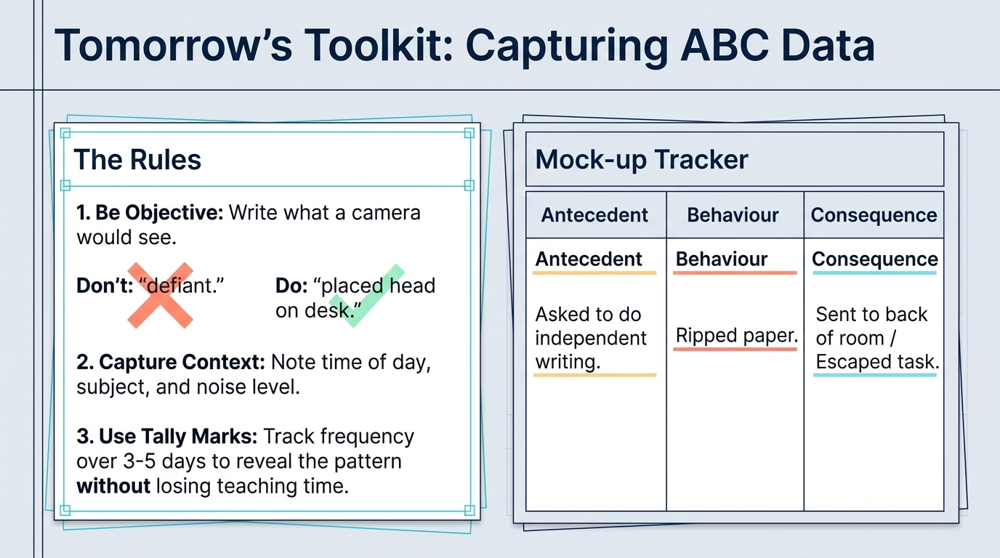 Tomorrow’s Toolkit: Capturing ABC Data
The Rules
1. Be Objective: Write what a camera
would see.
Don’t: “defiant.”
Do: “placed head
on desk.”
2. Capture Context: Note time of day,
subject, and noise level.
3. Use Tally Marks: Track frequency
over 3-5 days to reveal the pattern
without losing teaching time.
Mock-up Tracker
Antecedent
Behaviour
Consequence
Antecedent
Behaviour
Consequence
Asked to do
independent
writing.
Ripped paper.
Sent to back
of room /
Escaped task.